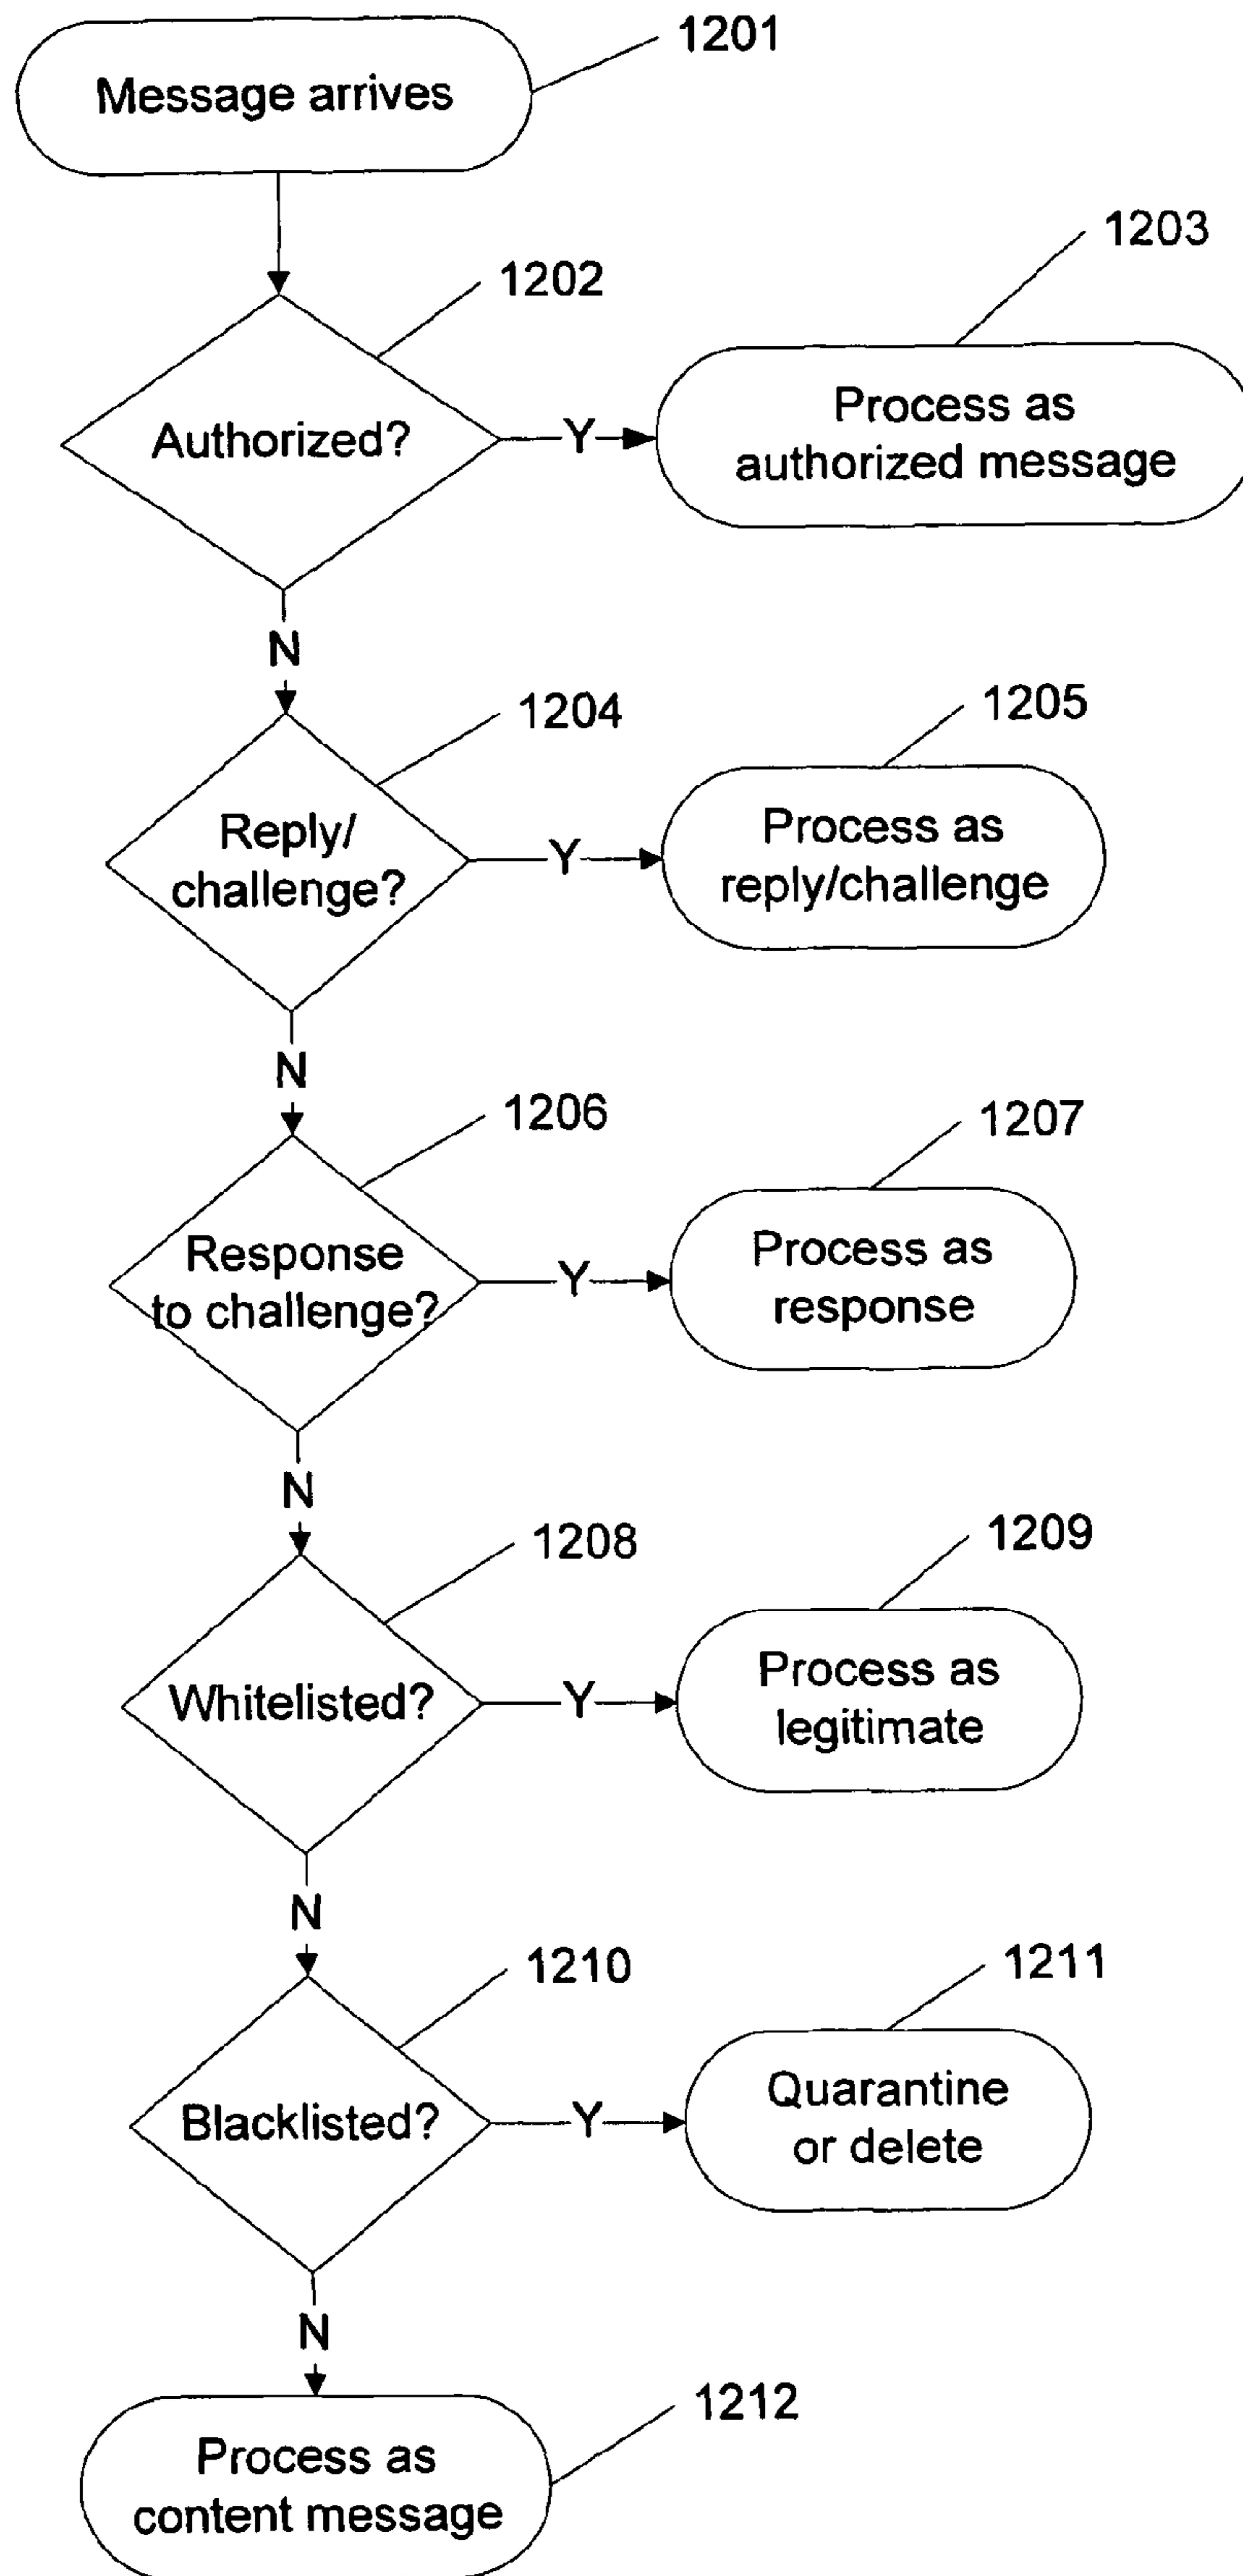 1201
Message arrives
1203
1202
Process as
authorized message
Authorized?
Y
N
1204
1205
Reply/
challenge?
Y
Process as
reply/challenge
N
1206
1207
Response
to challenge?
Y
Process as
response
N
1208
1209
Whitelisted?
Y
Process as
legitimate
N
1210
1211
Blacklisted?
Y
Quarantine
or delete
N
1212
Process as
content message